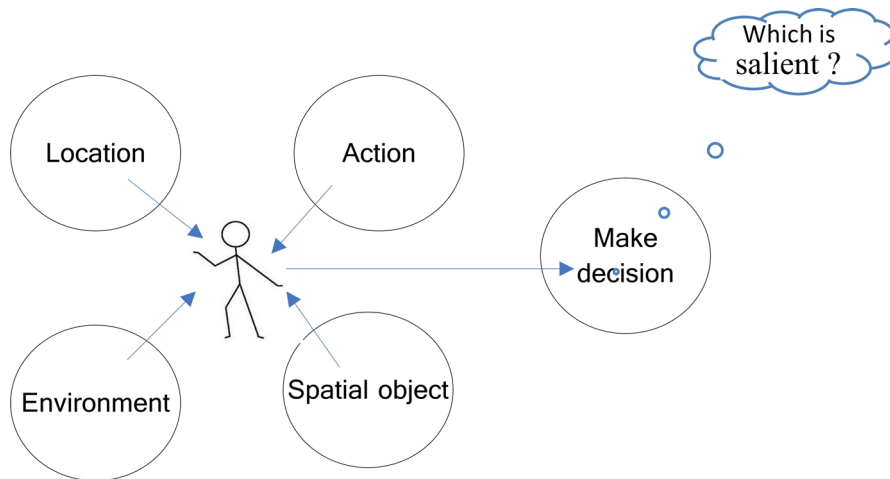 Which is
salient ?
Location
Action
Make
decision
Environment
Spatial object